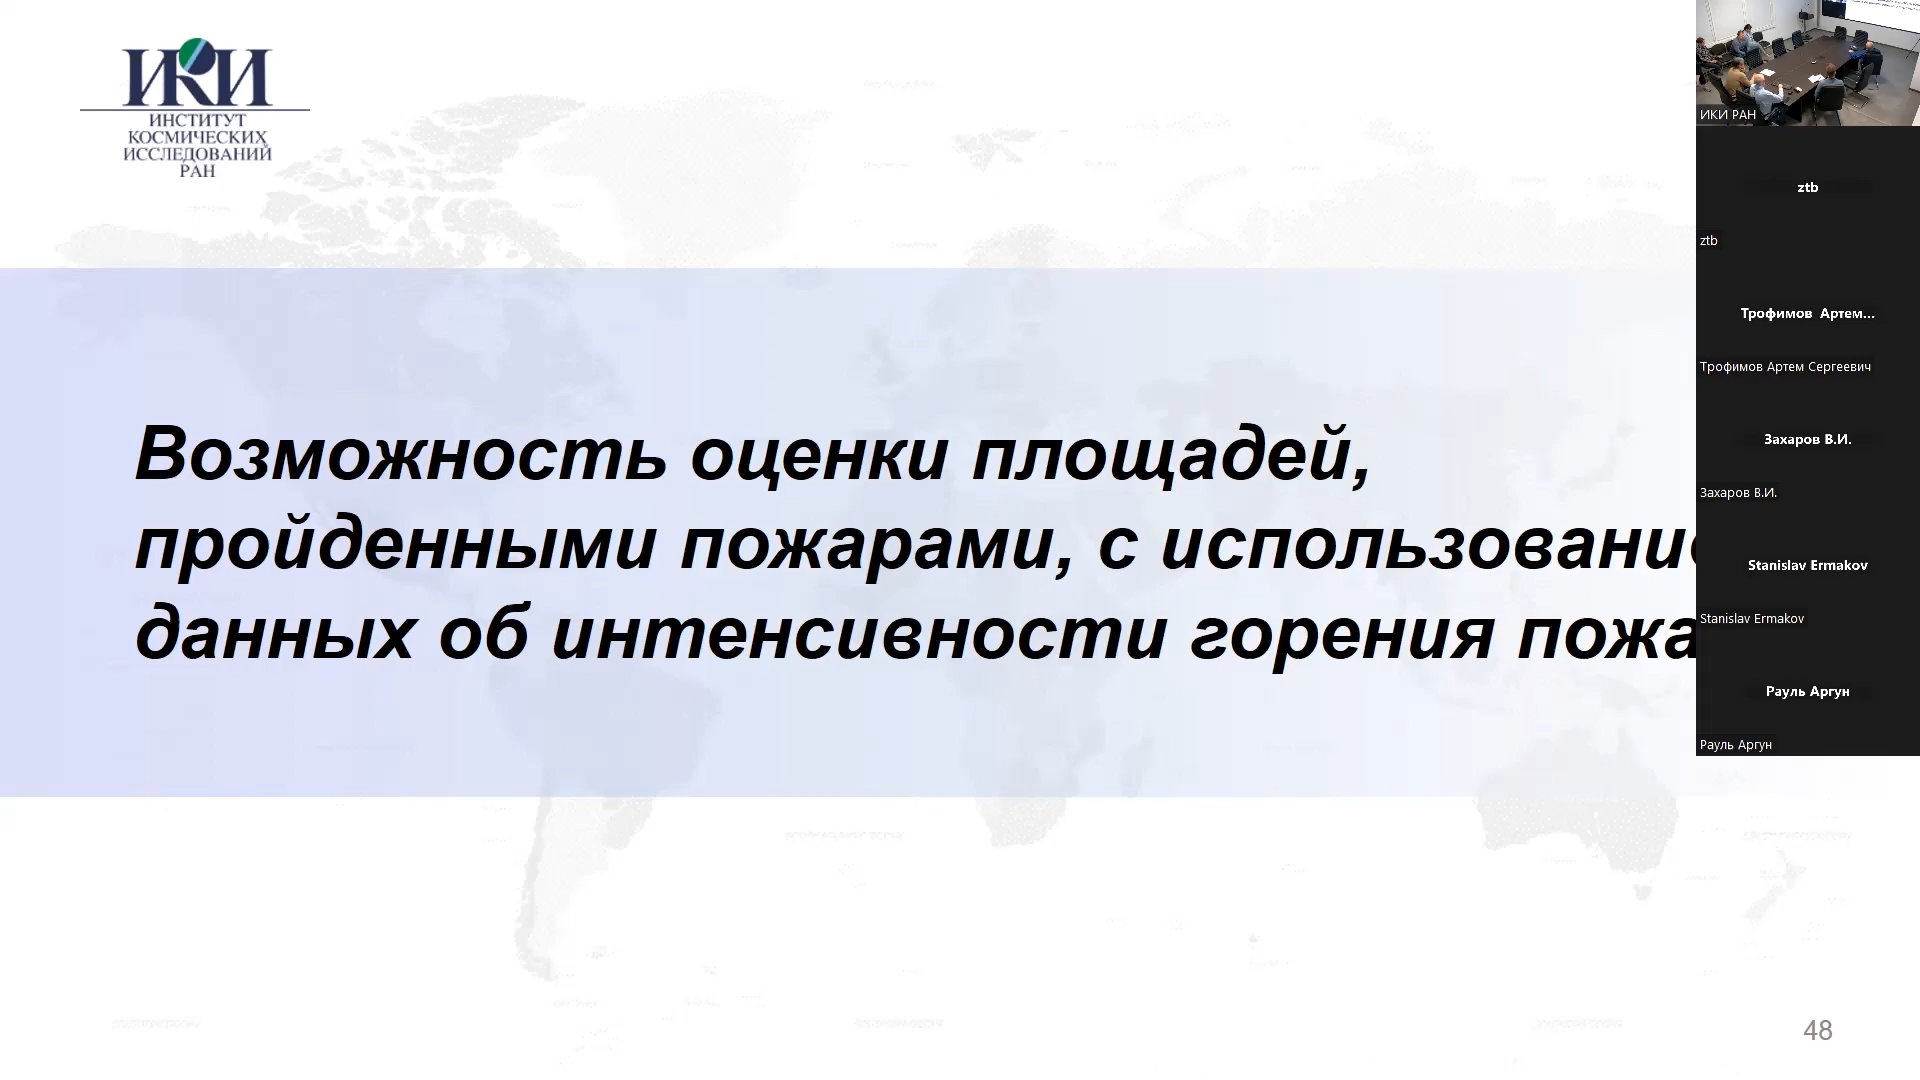 ИКИ
ИНСТИТУТ
КОСМИЧЕСКИХ
ИССЛЕДОВАНИЙ
РАН
Возможность оценки площадей,
пройденными пожарами, с использование
данных об интенсивности горения пожа
48
ИКИ РАН
ztb
ztb
Трофимов Артем...
Трофимов Артем Сергеевич
Захаров В.И.
Захаров В.И.
Stanislav Ermakov
Stanislav Ermakov
Рауль Аргун
Рауль Аргун